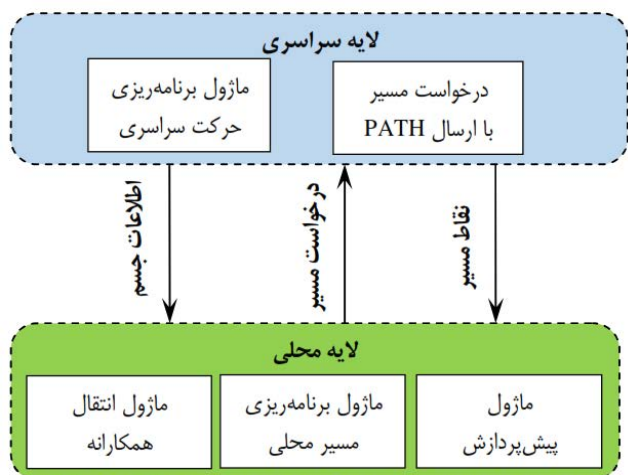 لایه سراسری
درخواست مسیر
با ارسال PATH
ماژول برنامه‌ریزی
حرکت سراسری
نقاط مسیر
درخواست مسیر
اطلاعات جسم
لایه محلی
ماژول
پیش‌پردازش
ماژول برنامه‌ریزی
مسیر محلی
ماژول انتقال
همکارانه